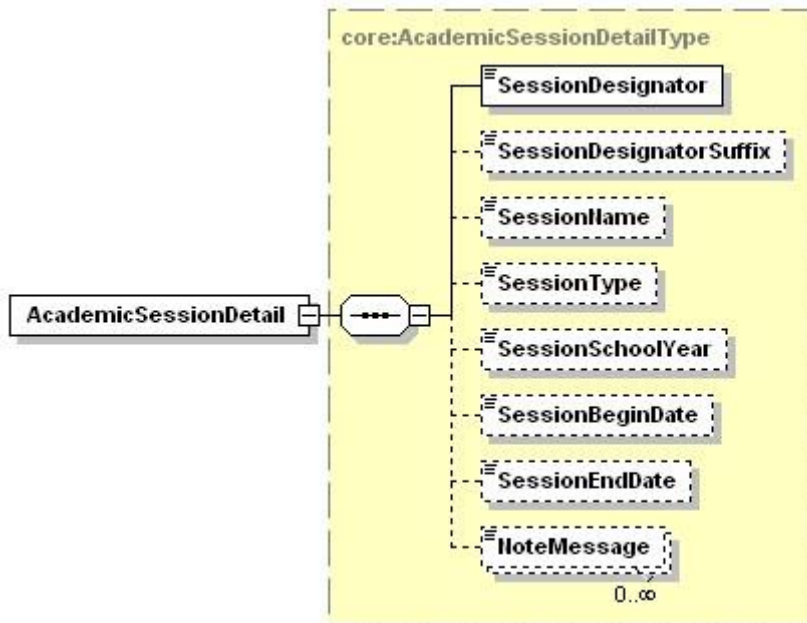 core:AcademicSessionDetailType
SessionDesignator
SessionDesignatorSuffix
SessionName
SessionType
AcademicSessionDetail
SessionSchoolYear
SessionBeginDate
SessionEndDate
NoteMessage
0..∞